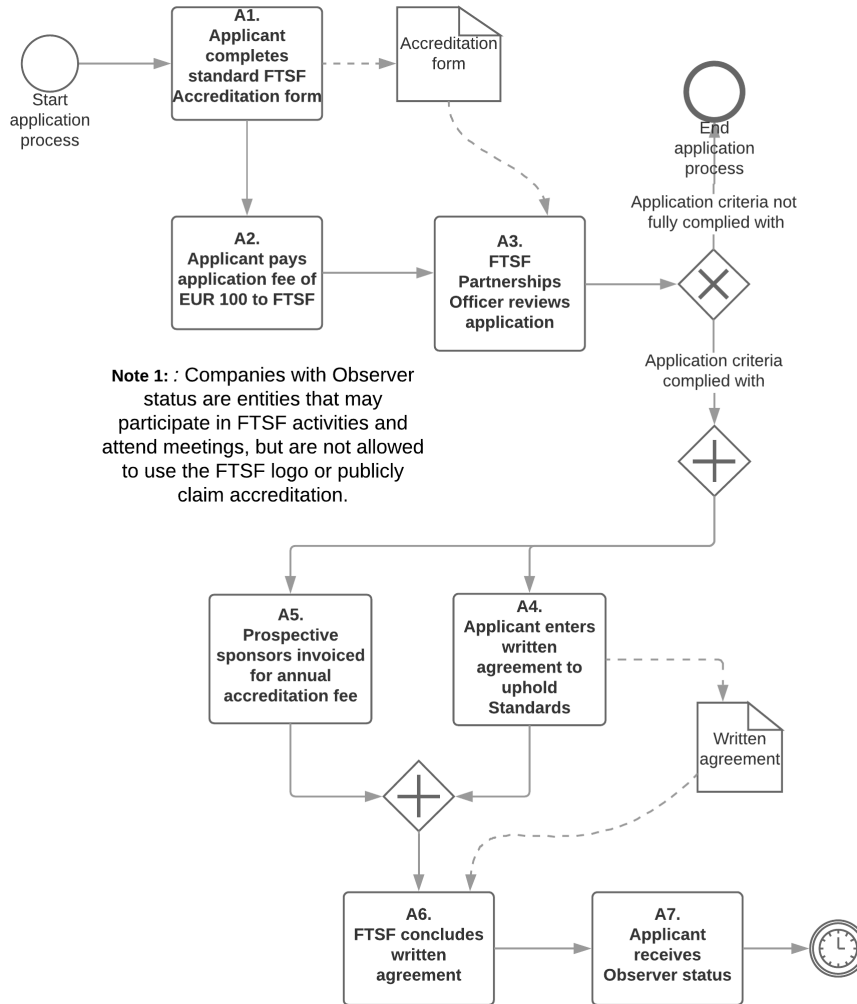 A1.
Applicant
completes
standard FTSF
Accreditation form
Accreditation
form
Start
application
process
End
application
process
Application criteria not
fully complied with
A2.
Applicant pays
application fee of
EUR 100 to FTSF
A3.
FTSF
Partnerships
Officer reviews
application
Application criteria
complied with
Note 1: : Companies with Observer
status are entities that may
participate in FTSF activities and
attend meetings, but are not allowed
to use the FTSF logo or publicly
claim accreditation.
A5.
Prospective
sponsors invoiced
for annual
accreditation fee
A4.
Applicant enters
written
agreement to
uphold
Standards
Written
agreement
A6.
FTSF concludes
written
agreement
A7.
Applicant
receives
Observer status